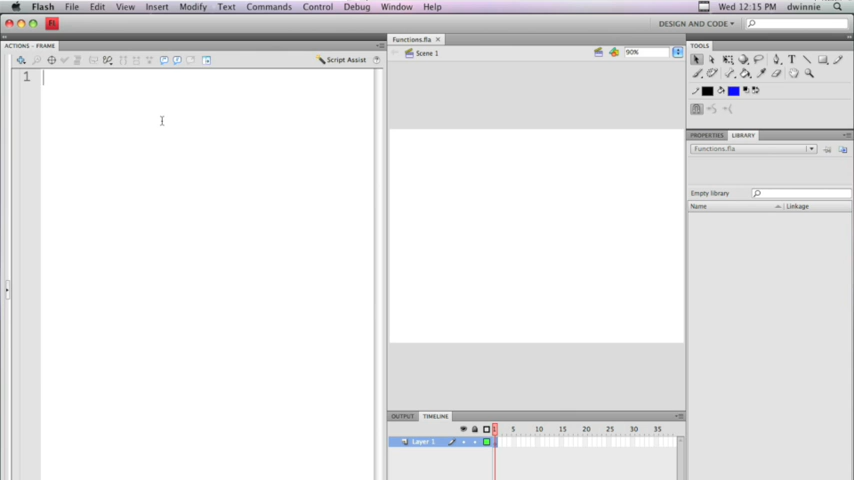 Flash File Edit View Insert Modify Text Commands Control Debug Window Help Wed 12:15 PM dwinnie
FL DESIGN AND CODE
ACTIONS - FRAME
Script Assist
1
Functions.fla
Scene 1
90%
TOOLS
T
PROPERTIES LIBRARY
Functions.fla
Empty library
Name Linkage
OUTPUT TIMELINE
1 5 10 15 20 25 30 35
Layer 1